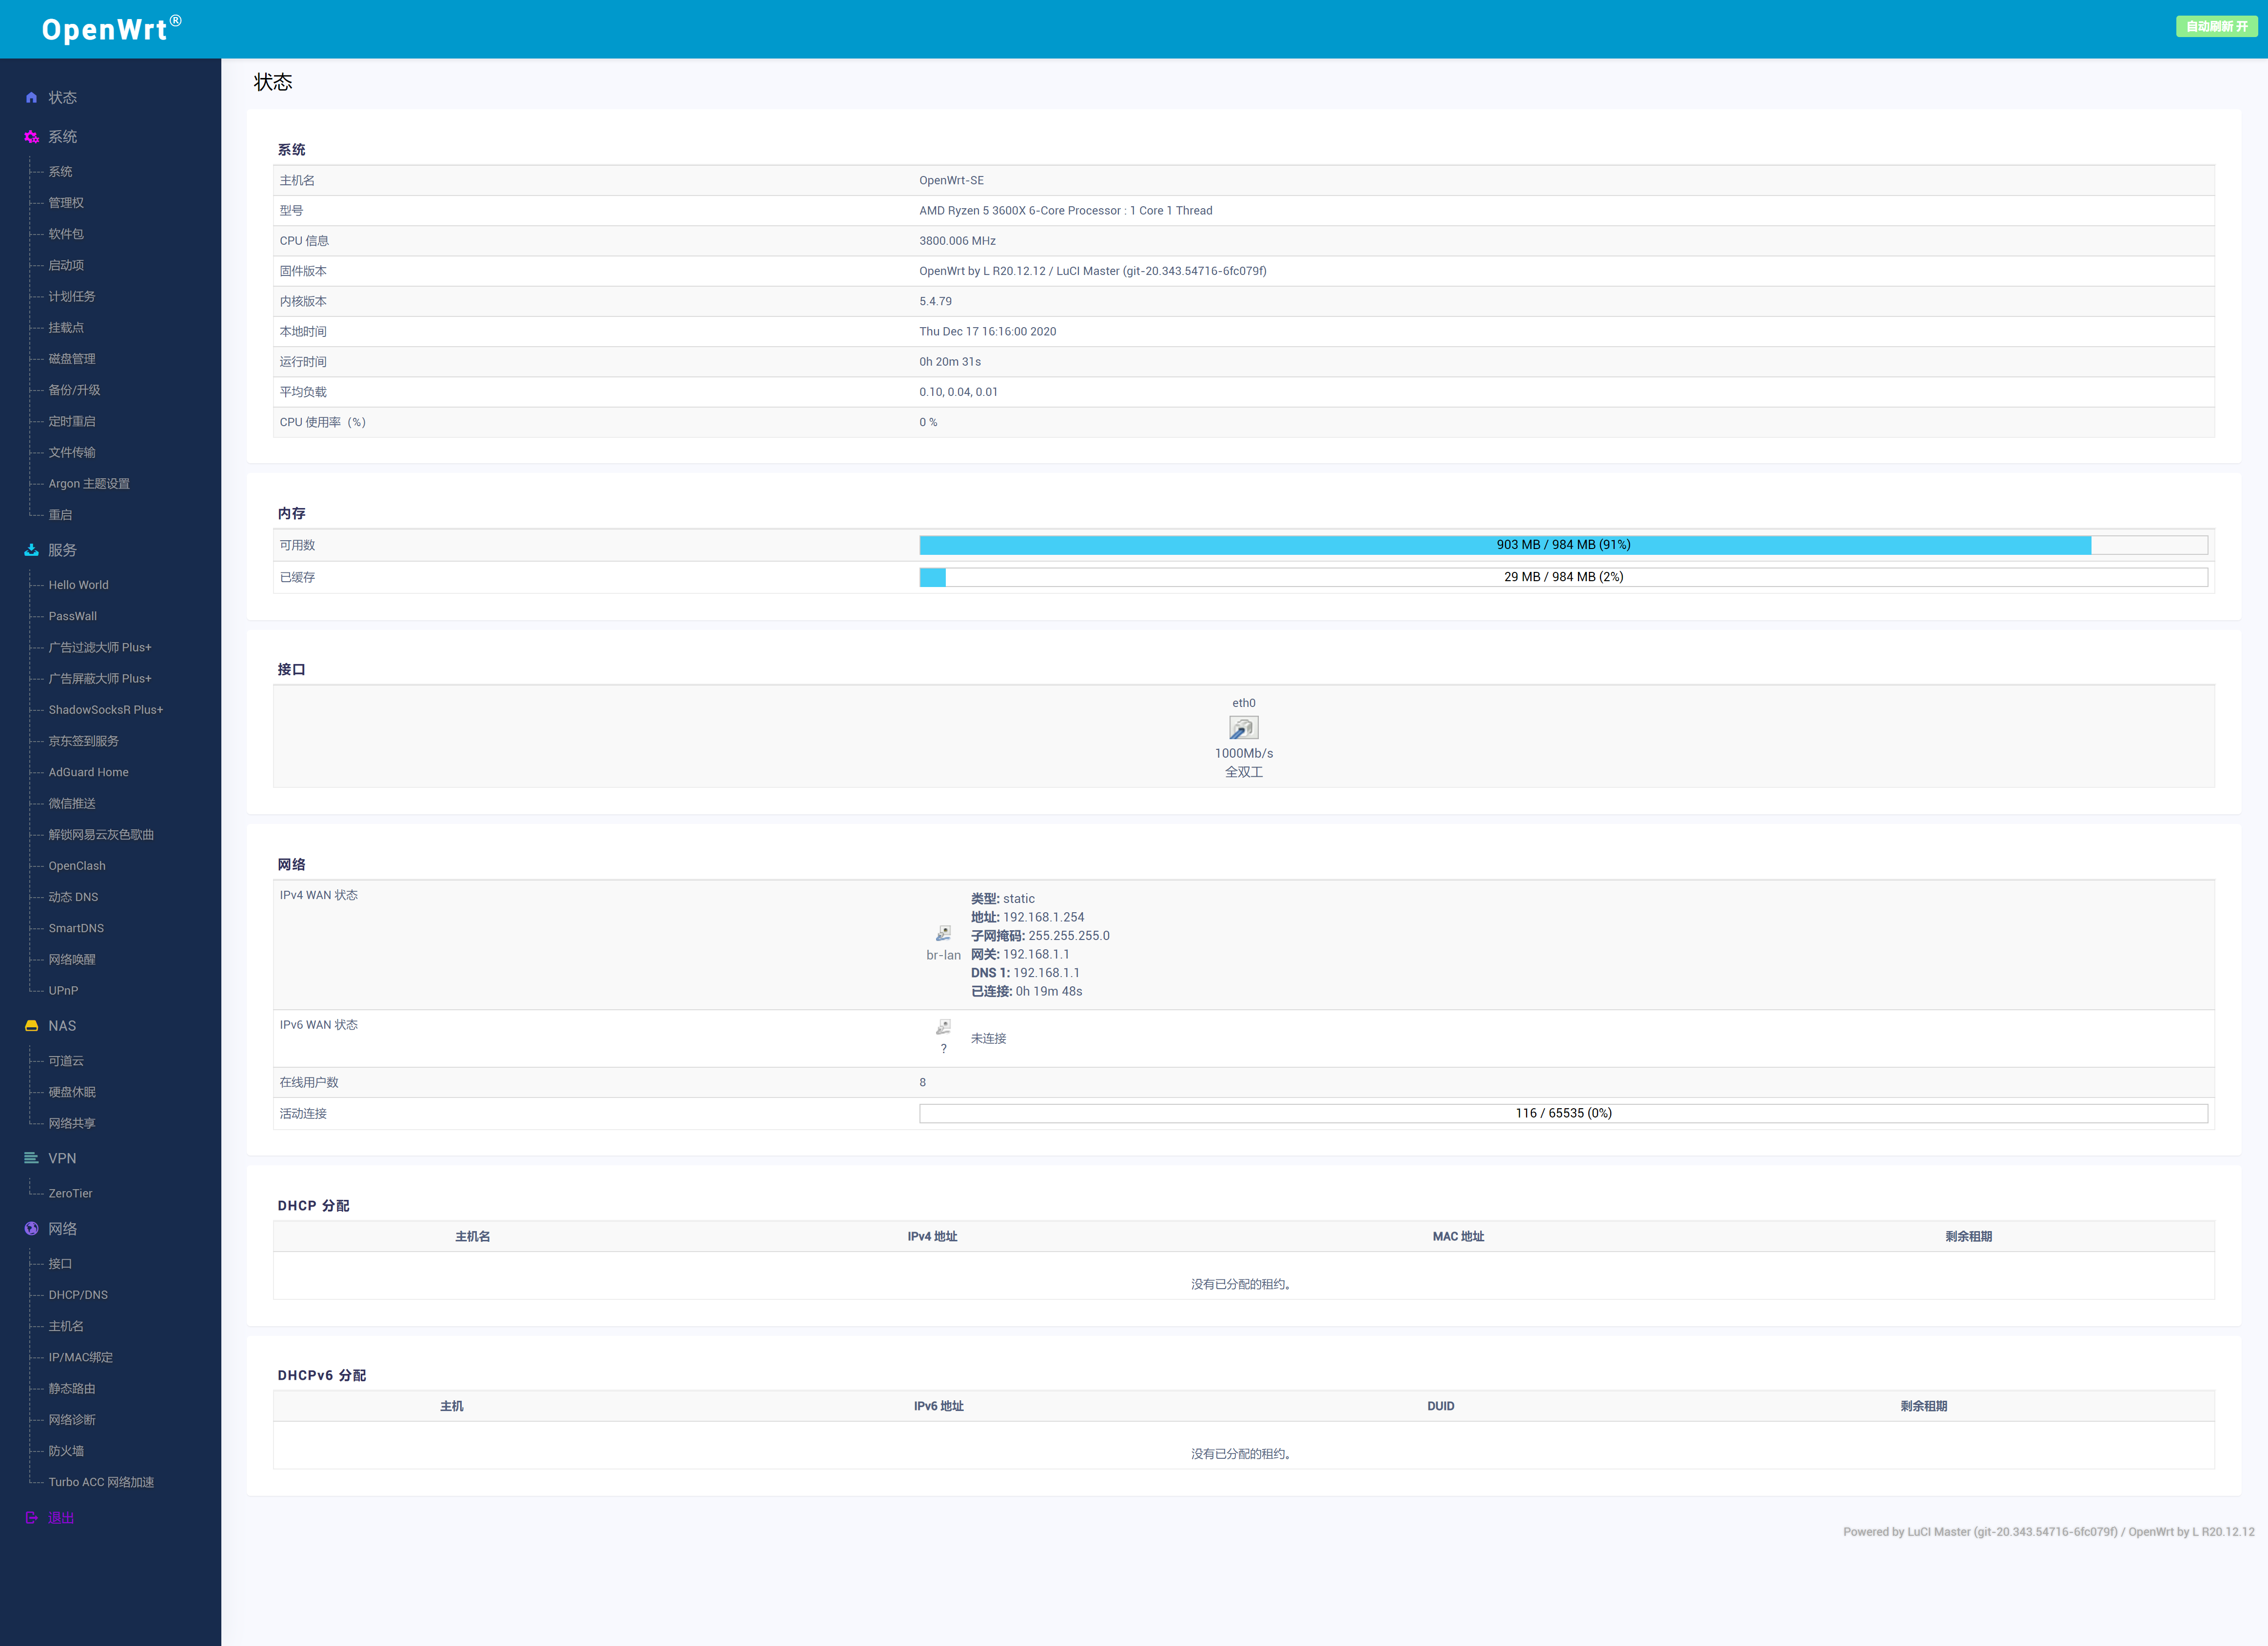 OpenWrt®
自动刷新 开
状态
系统
系统
管理权
软件包
启动项
计划任务
挂载点
磁盘管理
备份/升级
定时重启
文件传输
Argon 主题设置
重启
服务
Hello World
PassWall
广告过滤大师 Plus+
广告屏蔽大师 Plus+
ShadowSocksR Plus+
京东签到服务
AdGuard Home
微信推送
解锁网易云灰色歌曲
OpenClash
动态 DNS
SmartDNS
网络唤醒
UPnP
NAS
可道云
硬盘休眠
网络共享
VPN
ZeroTier
网络
接口
DHCP/DNS
主机名
IP/MAC绑定
静态路由
网络诊断
防火墙
Turbo ACC 网络加速
退出
状态
系统
主机名 OpenWrt-SE
型号 AMD Ryzen 5 3600X 6-Core Processor : 1 Core 1 Thread
CPU 信息 3800.006 MHz
固件版本 OpenWrt by L R20.12.12 / LuCI Master (git-20.343.54716-6fc079f)
内核版本 5.4.79
本地时间 Thu Dec 17 16:16:00 2020
运行时间 0h 20m 31s
平均负载 0.10, 0.04, 0.01
CPU 使用率（%） 0 %
内存
可用数 903 MB / 984 MB (91%)
已缓存 29 MB / 984 MB (2%)
接口
eth0
1000Mb/s
全双工
网络
IPv4 WAN 状态
br-lan
类型: static
地址: 192.168.1.254
子网掩码: 255.255.255.0
网关: 192.168.1.1
DNS 1: 192.168.1.1
已连接: 0h 19m 48s
IPv6 WAN 状态
?
未连接
在线用户数 8
活动连接 116 / 65535 (0%)
DHCP 分配
主机名 IPv4 地址 MAC 地址 剩余租期
没有已分配的租约。
DHCPv6 分配
主机 IPv6 地址 DUID 剩余租期
没有已分配的租约。
Powered by LuCI Master (git-20.343.54716-6fc079f) / OpenWrt by L R20.12.12